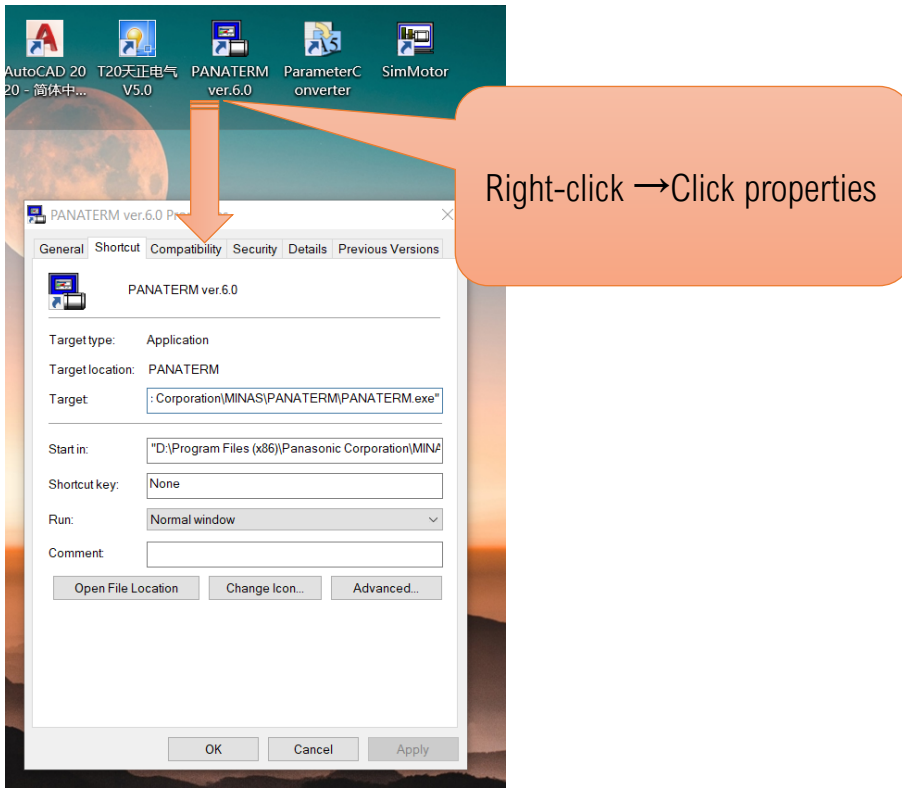 AutoCAD 20
20 - 简体中...
T20天正电气
V5.0
PANATERM
ver.6.0
ParameterC
onverter
SimMotor
Right-click →Click properties
PANATERM ver.6.0
General Shortcut Compatibility Security Details Previous Versions
PANATERM ver.6.0
Target type: Application
Target location: PANATERM
Target: : Corporation\MINAS\PANATERM\PANATERM.exe"
Start in: "D:\Program Files (x86)\Panasonic Corporation\MINA
Shortcut key: None
Run: Normal window
Comment:
Open File Location Change Icon... Advanced...
OK Cancel Apply